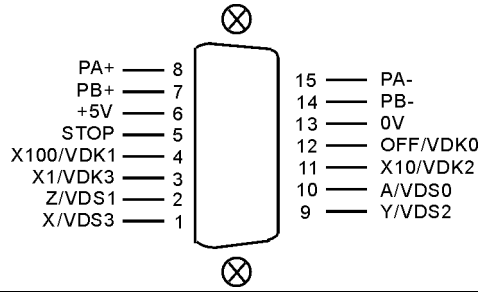 PA+ 8
PB+ 7
+5V 6
STOP 5
X100/VDK1 4
X1/VDK3 3
Z/VDS1 2
X/VDS3 1
15 PA-
14 PB-
13 0V
12 OFF/VDK0
11 X10/VDK2
10 A/VDS0
9 Y/VDS2